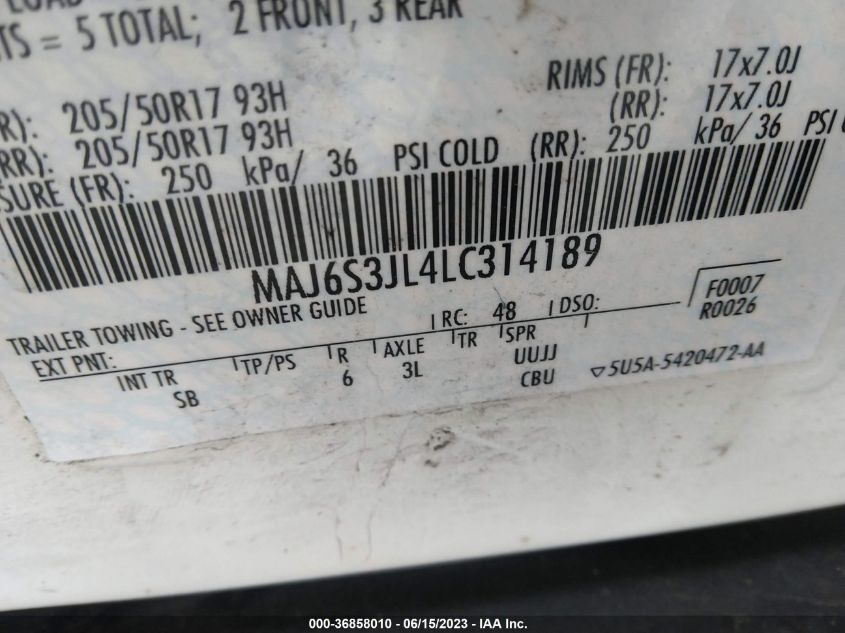 TS = 5 TOTAL; 2 FRONT, 3 REAR
R): 205/50R17 93H RIMS (FR): 17x7.0J
RR): 205/50R17 93H (RR): 17x7.0J
SURE (FR): 250 kPa/ 36 PSI COLD (RR): 250 kPa/ 36 PSI
MAJ6S3JL4LC314189
TRAILER TOWING - SEE OWNER GUIDE RC: 48 DSO: F0007
EXT PNT: R0026
INT TR TP/PS R AXLE TR SPR
SB 6 3L UUJJ
CBU 5U5A-5420472-AA
000-36858010 - 06/15/2023 - IAA Inc.